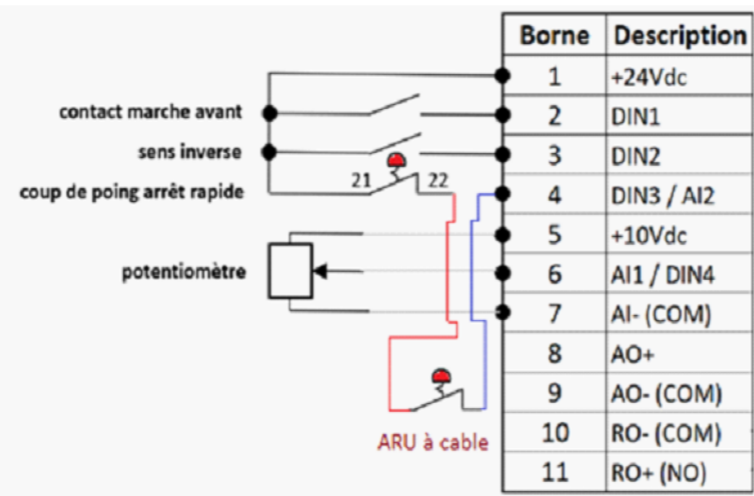 Borne Description
1 +24Vdc
contact marche avant 2 DIN1
sens inverse 3 DIN2
coup de poing arrêt rapide 21 22 4 DIN3 / AI2
5 +10Vdc
potentiomètre 6 AI1 / DIN4
7 AI- (COM)
8 AO+
9 AO- (COM)
ARU à cable 10 RO- (COM)
11 RO+ (NO)